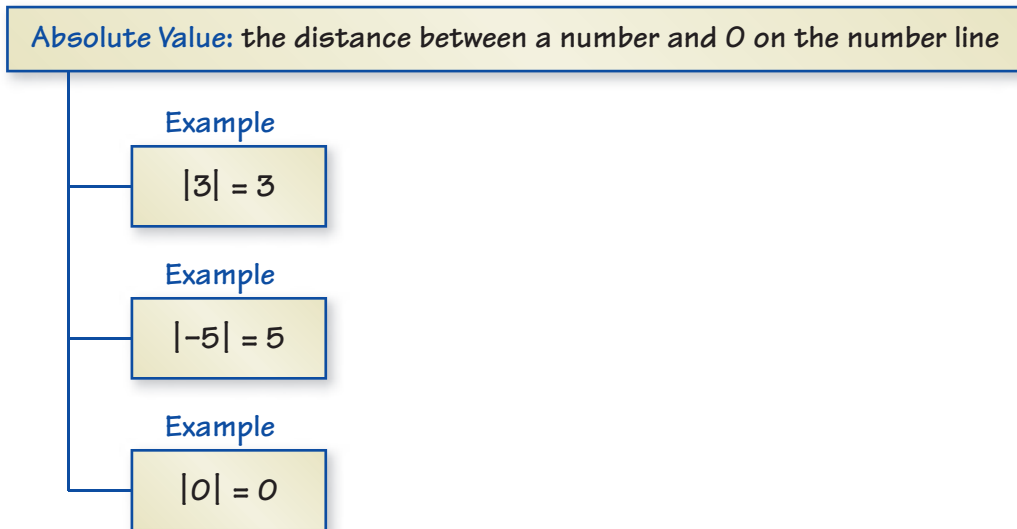 Absolute Value: the distance between a number and 0 on the number line
Example
|3| = 3
Example
|−5| = 5
Example
|0| = 0